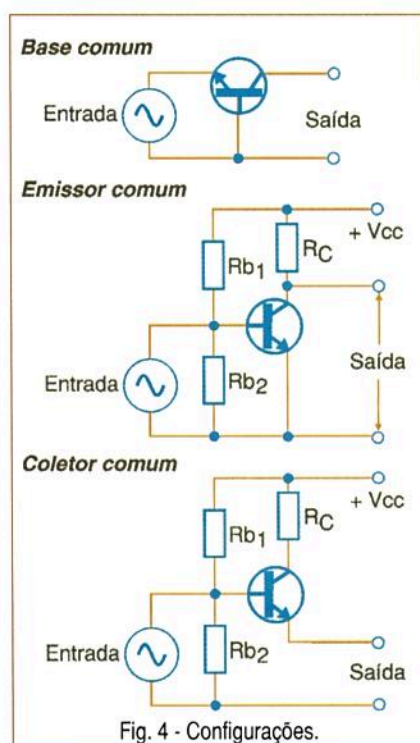 Base comum
Entrada
Saída
Emissor comum
+ Vcc
Rb1
RC
Entrada
Rb2
Saída
Coletor comum
+ Vcc
Rb1
RC
Entrada
Rb2
Saída
Fig. 4 - Configurações.